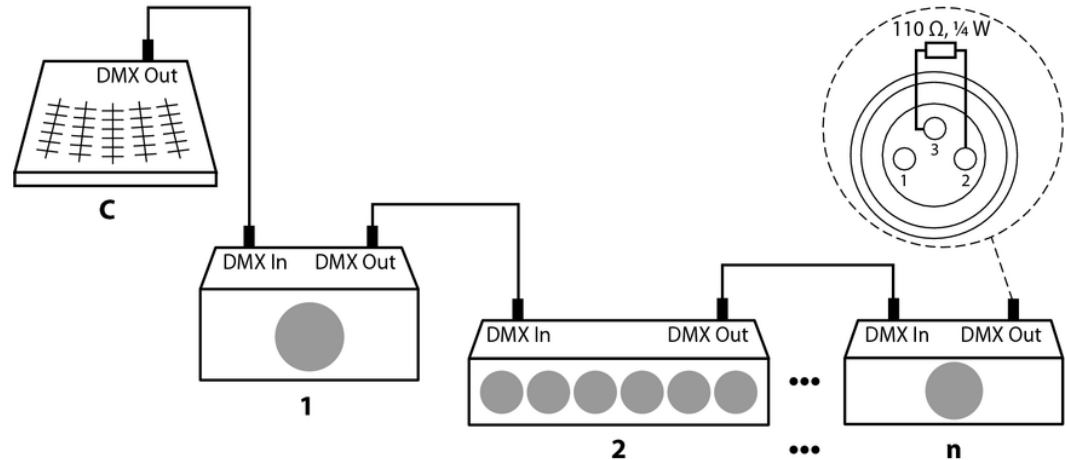 110 Ω, ¼ W
DMX Out
3
1
2
C
DMX In
DMX Out
DMX In
DMX Out
DMX In
DMX Out
1
•••
2
•••
n